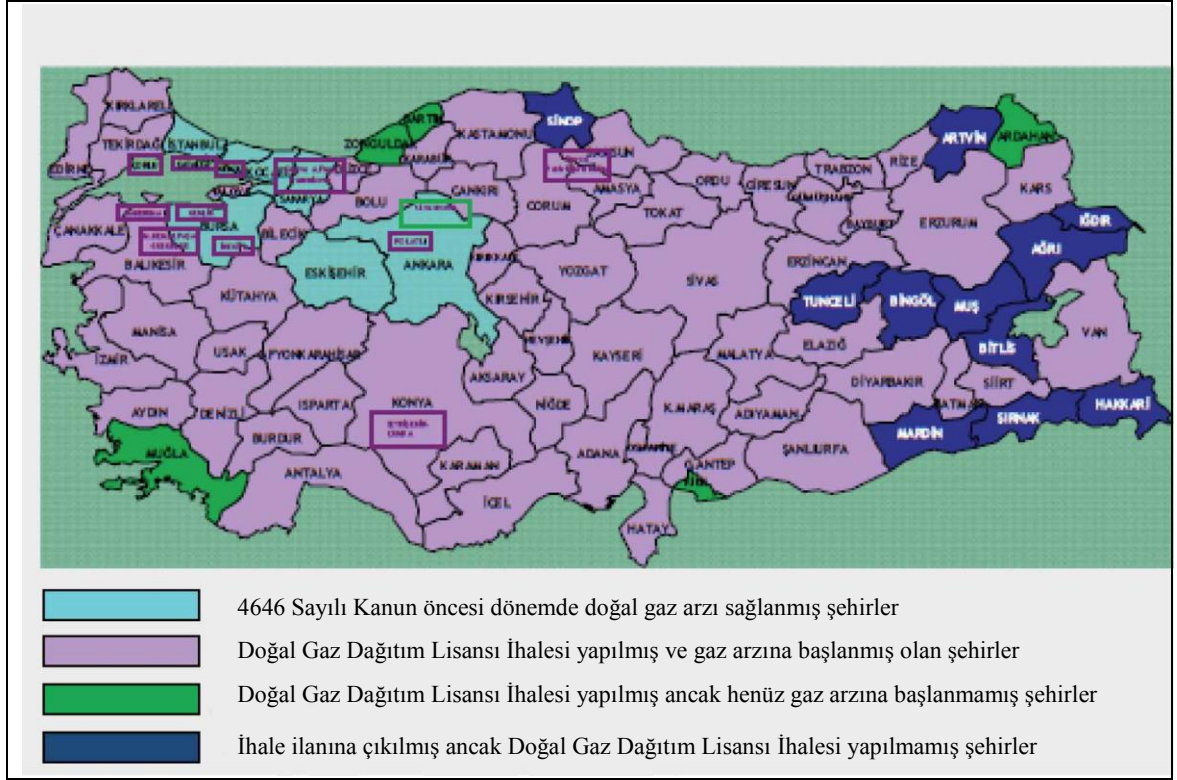 KIRKLARELİ
BARTIN
SİNOP
TEKİRDAĞ
İSTANBUL
ZONGULDAK
KASTAMONU
ARTVİN
ARDAHAN
EDİRNE
KARABÜK
SAMSUN
TRABZON
RİZE
ÇANKIRI
AMASYA
ORDU
GİRESUN
KARS
BOLU
ÇORUM
TOKAT
BAYBURT
ERZURUM
IĞDIR
ÇANAKKALE
BURSA
BİLECİK
POLATLI
ANKARA
AĞRI
BALIKESİR
ESKİŞEHİR
KIRIKKALE
YOZGAT
SİVAS
ERZİNCAN
KÜTAHYA
KIRŞEHİR
TUNCELİ
BİNGÖL
MUŞ
MANİSA
UŞAK
AFYONKARAHİSAR
NEVŞEHİR
KAYSERİ
MALATYA
ELAZIĞ
BİTLİS
VAN
İZMİR
AKSARAY
DİYARBAKIR
SİİRT
AYDIN
DENİZLİ
ISPARTA
KONYA
NİĞDE
K.MARAŞ
ADIYAMAN
BATMAN
ŞIRNAK
HAKKARİ
BURDUR
MARDİN
MUĞLA
ANTALYA
KARAMAN
ADANA
OSMANİYE
G.ANTEP
ŞANLIURFA
İÇEL
HATAY
4646 Sayılı Kanun öncesi dönemde doğal gaz arzı sağlanmış şehirler
Doğal Gaz Dağıtım Lisansı İhalesi yapılmış ve gaz arzına başlanmış olan şehirler
Doğal Gaz Dağıtım Lisansı İhalesi yapılmış ancak henüz gaz arzına başlanmamış şehirler
İhale ilanına çıkılmış ancak Doğal Gaz Dağıtım Lisansı İhalesi yapılmamış şehirler